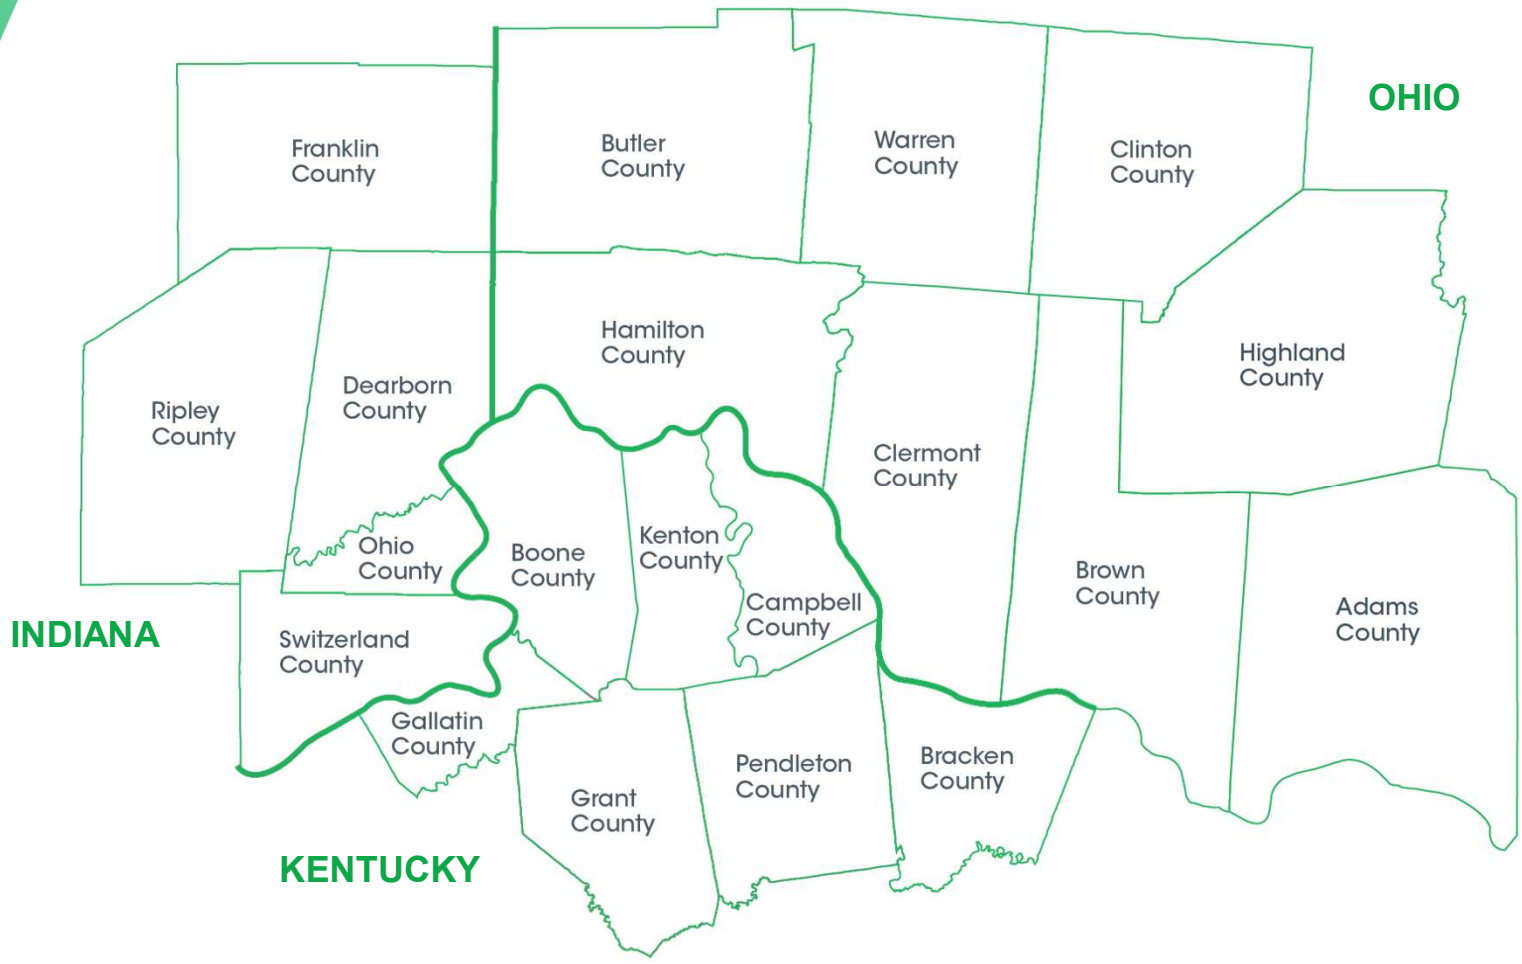 OHIO
Franklin
County
Butler
County
Warren
County
Clinton
County
Hamilton
County
Highland
County
Dearborn
County
Ripley
County
Clermont
County
Ohio
County
Boone
County
Kenton
County
Campbell
County
Brown
County
Adams
County
INDIANA
Switzerland
County
Gallatin
County
Pendleton
County
Bracken
County
Grant
County
KENTUCKY